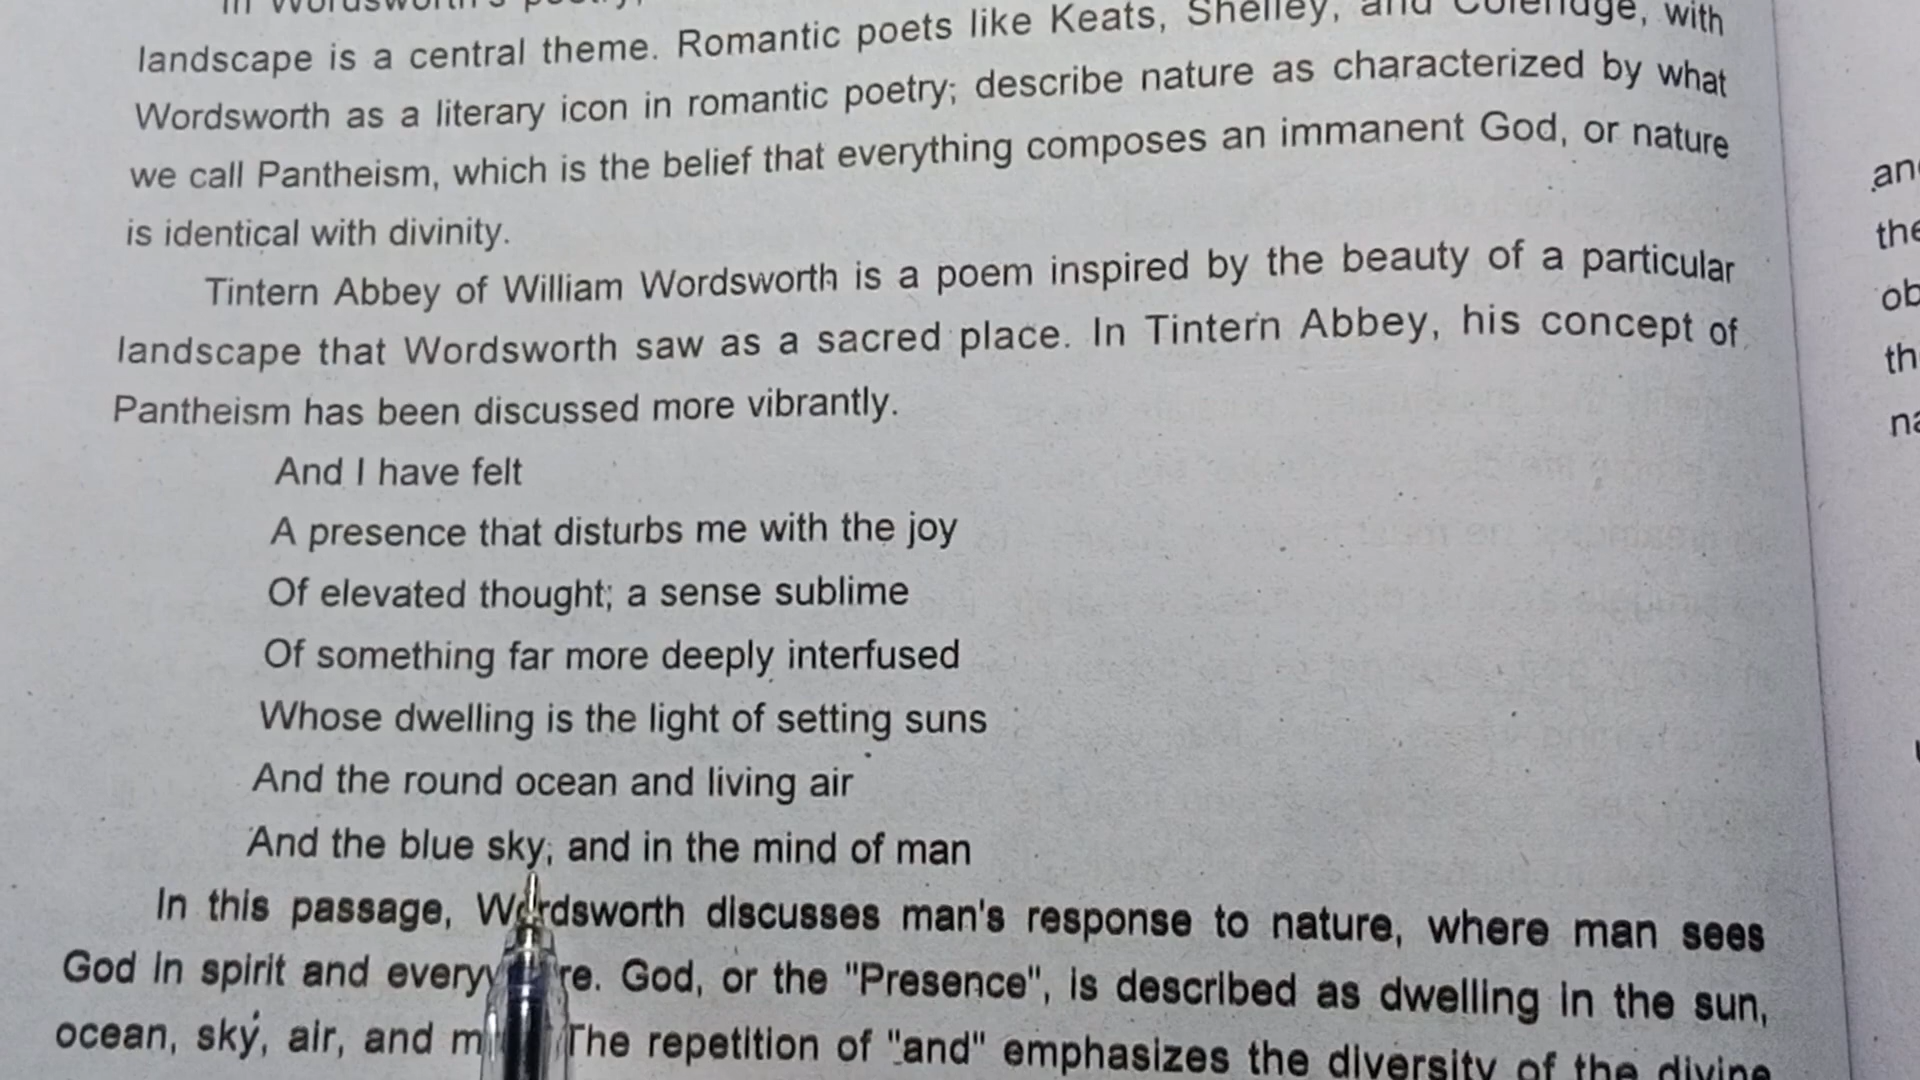 In Wordsworth's poetry,
landscape is a central theme. Romantic poets like Keats, Shelley, and Coleridge, with
Wordsworth as a literary icon in romantic poetry; describe nature as characterized by what
we call Pantheism, which is the belief that everything composes an immanent God, or nature
is identical with divinity.
Tintern Abbey of William Wordsworth is a poem inspired by the beauty of a particular
landscape that Wordsworth saw as a sacred place. In Tintern Abbey, his concept of
Pantheism has been discussed more vibrantly.
And I have felt
A presence that disturbs me with the joy
Of elevated thought; a sense sublime
Of something far more deeply interfused
Whose dwelling is the light of setting suns
And the round ocean and living air
And the blue sky, and in the mind of man
In this passage, Wordsworth discusses man's response to nature, where man sees
God in spirit and everywhere. God, or the "Presence", is described as dwelling in the sun,
ocean, sky, air, and The repetition of "and" emphasizes the diversity of the divine